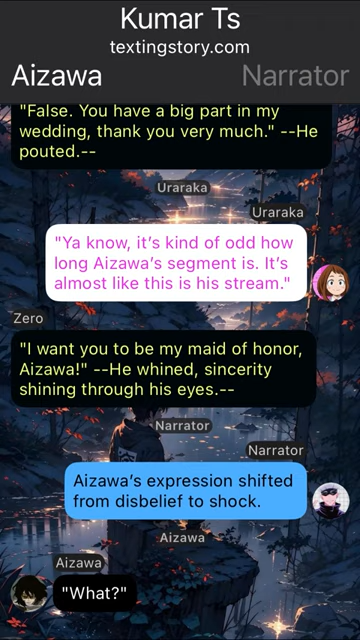 Kumar Ts
textingstory.com
Aizawa
Narrator
"False. You have a big part in my
wedding, thank you very much." --He
pouted.--
Uraraka
Uraraka
"Ya know, it’s kind of odd how
long Aizawa’s segment is. It’s
almost like this is his stream."
Zero
"I want you to be my maid of honor,
Aizawa!" --He whined, sincerity
shining through his eyes.--
Narrator
Narrator
Aizawa’s expression shifted
from disbelief to shock.
Aizawa
Aizawa
"What?"